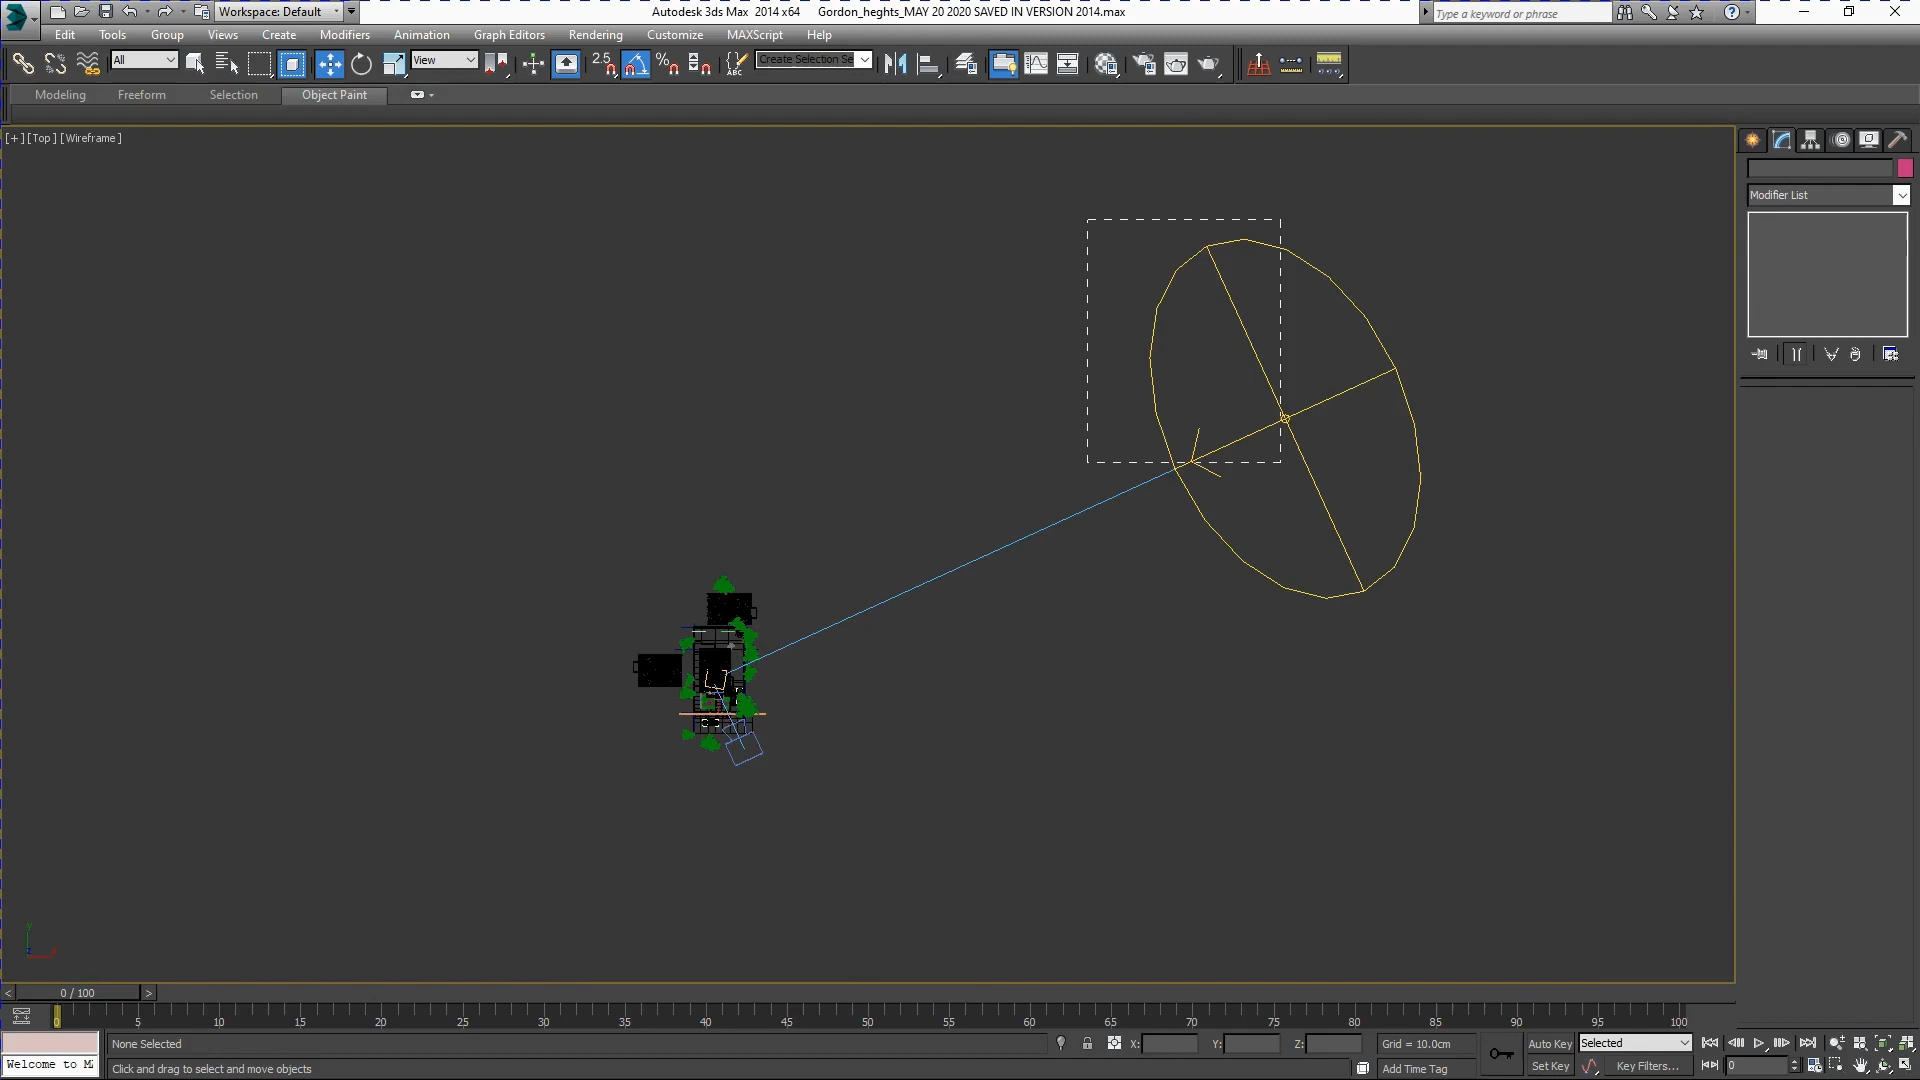 Workspace: Default
Autodesk 3ds Max 2014 x64 Gordon_heghts_MAY 20 2020 SAVED IN VERSION 2014.max
Type a keyword or phrase
Edit Tools Group Views Create Modifiers Animation Graph Editors Rendering Customize MAXScript Help
All
View
2.5
%
ABC
Create Selection Se
Modeling Freeform Selection Object Paint
[+] [Top] [Wireframe]
Modifier List
y
x
z
< 0 / 100 >
0 5 10 15 20 25 30 35 40 45 50 55 60 65 70 75 80 85 90 95 100
None Selected X: Y: Z: Grid = 10.0cm Auto Key Selected
Welcome to M Click and drag to select and move objects Add Time Tag Set Key Key Filters... 0